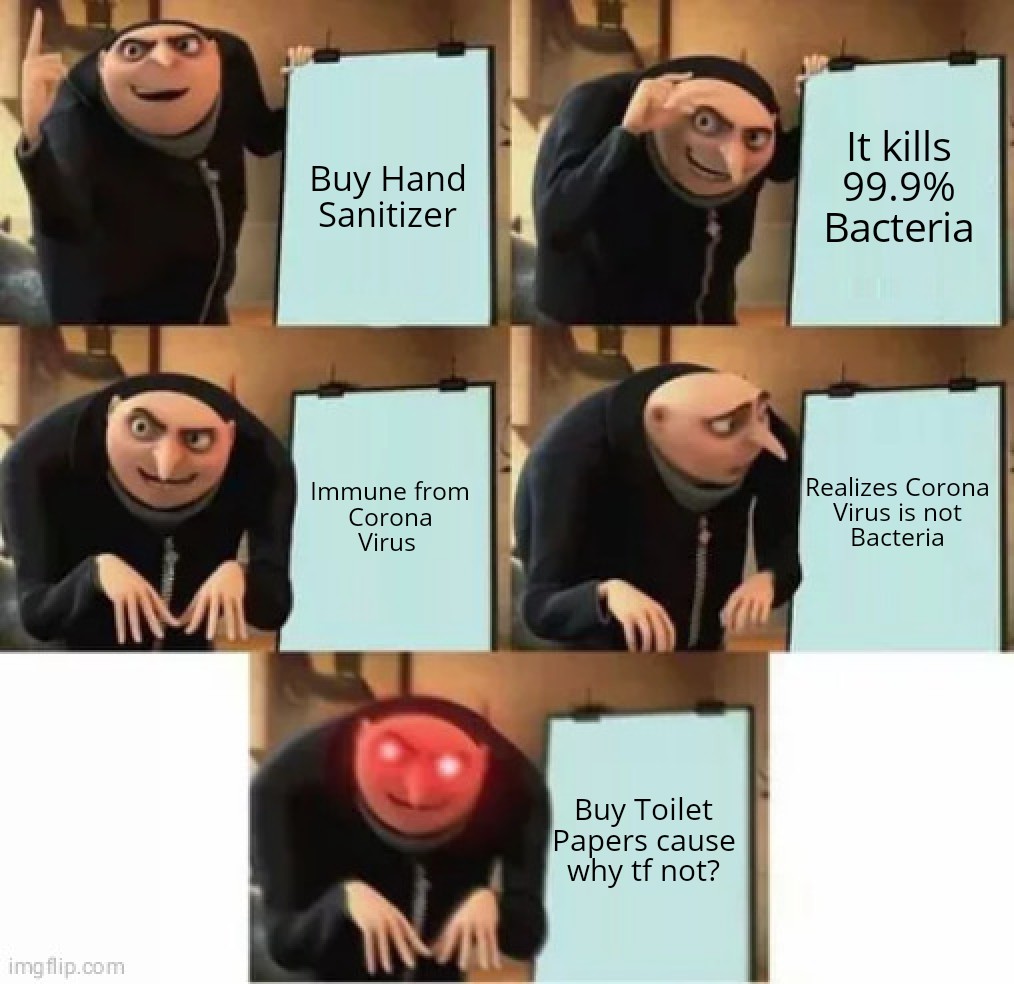 Buy Hand
Sanitizer
It kills
99.9%
Bacteria
Immune from
Corona
Virus
Realizes Corona
Virus is not
Bacteria
Buy Toilet
Papers cause
why tf not?
imgflip.com